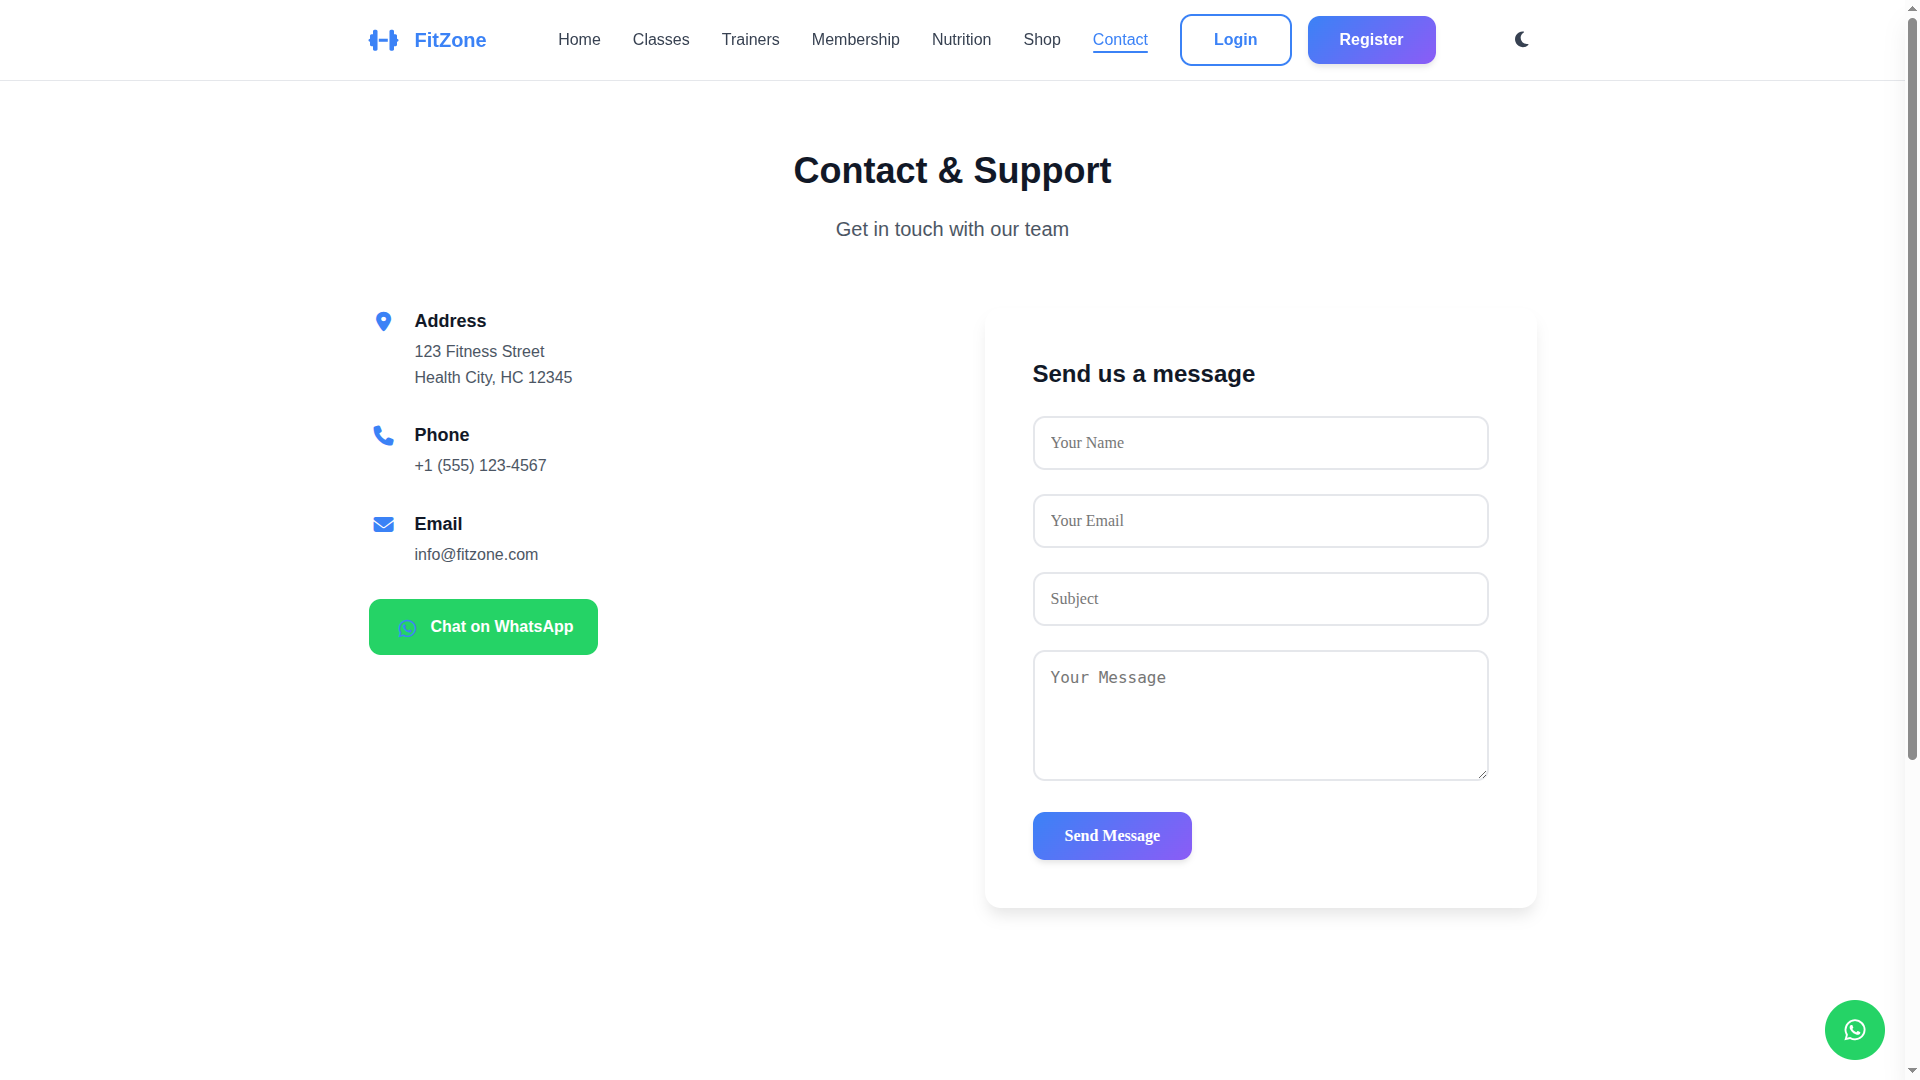 FitZone
Home
Classes
Trainers
Membership
Nutrition
Shop
Contact
Login
Register
Contact & Support
Get in touch with our team
Address
123 Fitness Street
Health City, HC 12345
Phone
+1 (555) 123-4567
Email
info@fitzone.com
Chat on WhatsApp
Send us a message
Your Name
Your Email
Subject
Your Message
Send Message